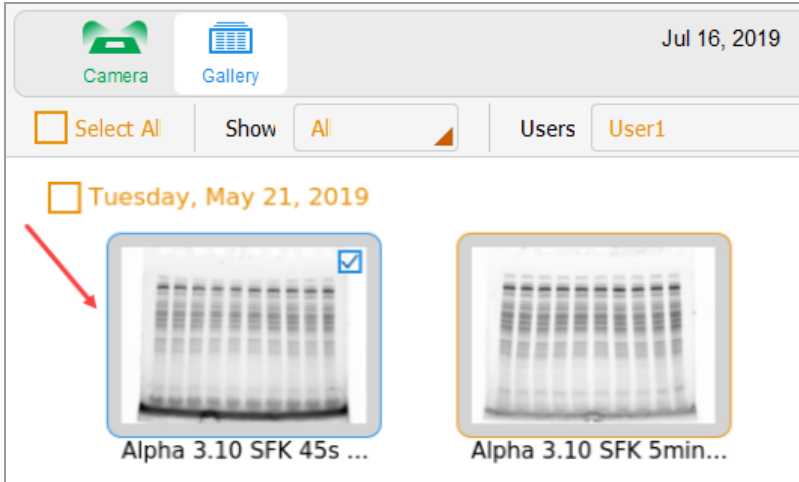 Jul 16, 2019
Camera
Gallery
Select All
Show
All
Users
User1
Tuesday, May 21, 2019
Alpha 3.10 SFK 45s ...
Alpha 3.10 SFK 5min...